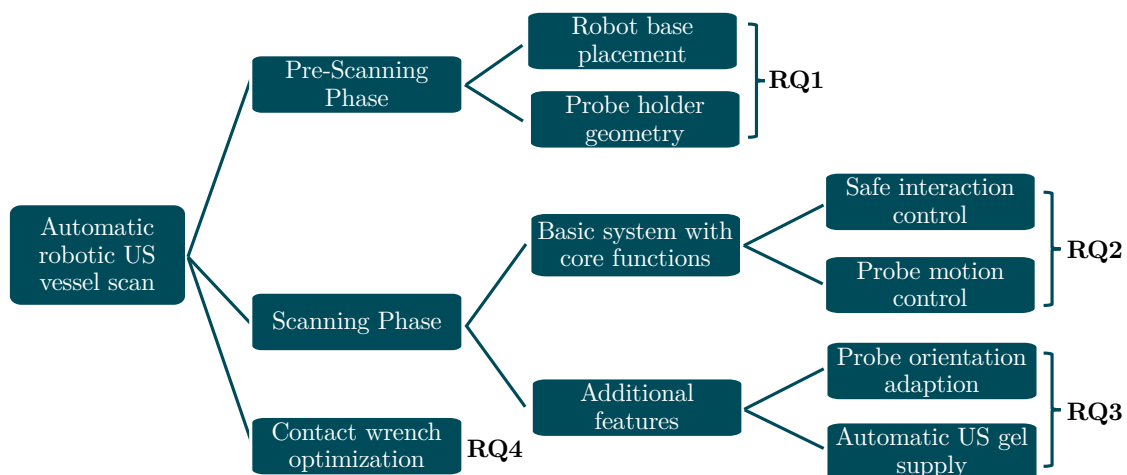 Automatic
robotic US
vessel scan
Pre-Scanning
Phase
Robot base
placement
Probe holder
geometry
RQ1
Scanning Phase
Basic system with
core functions
Safe interaction
control
Probe motion
control
RQ2
Additional
features
Probe orientation
adaption
Automatic US gel
supply
RQ3
Contact wrench
optimization
RQ4